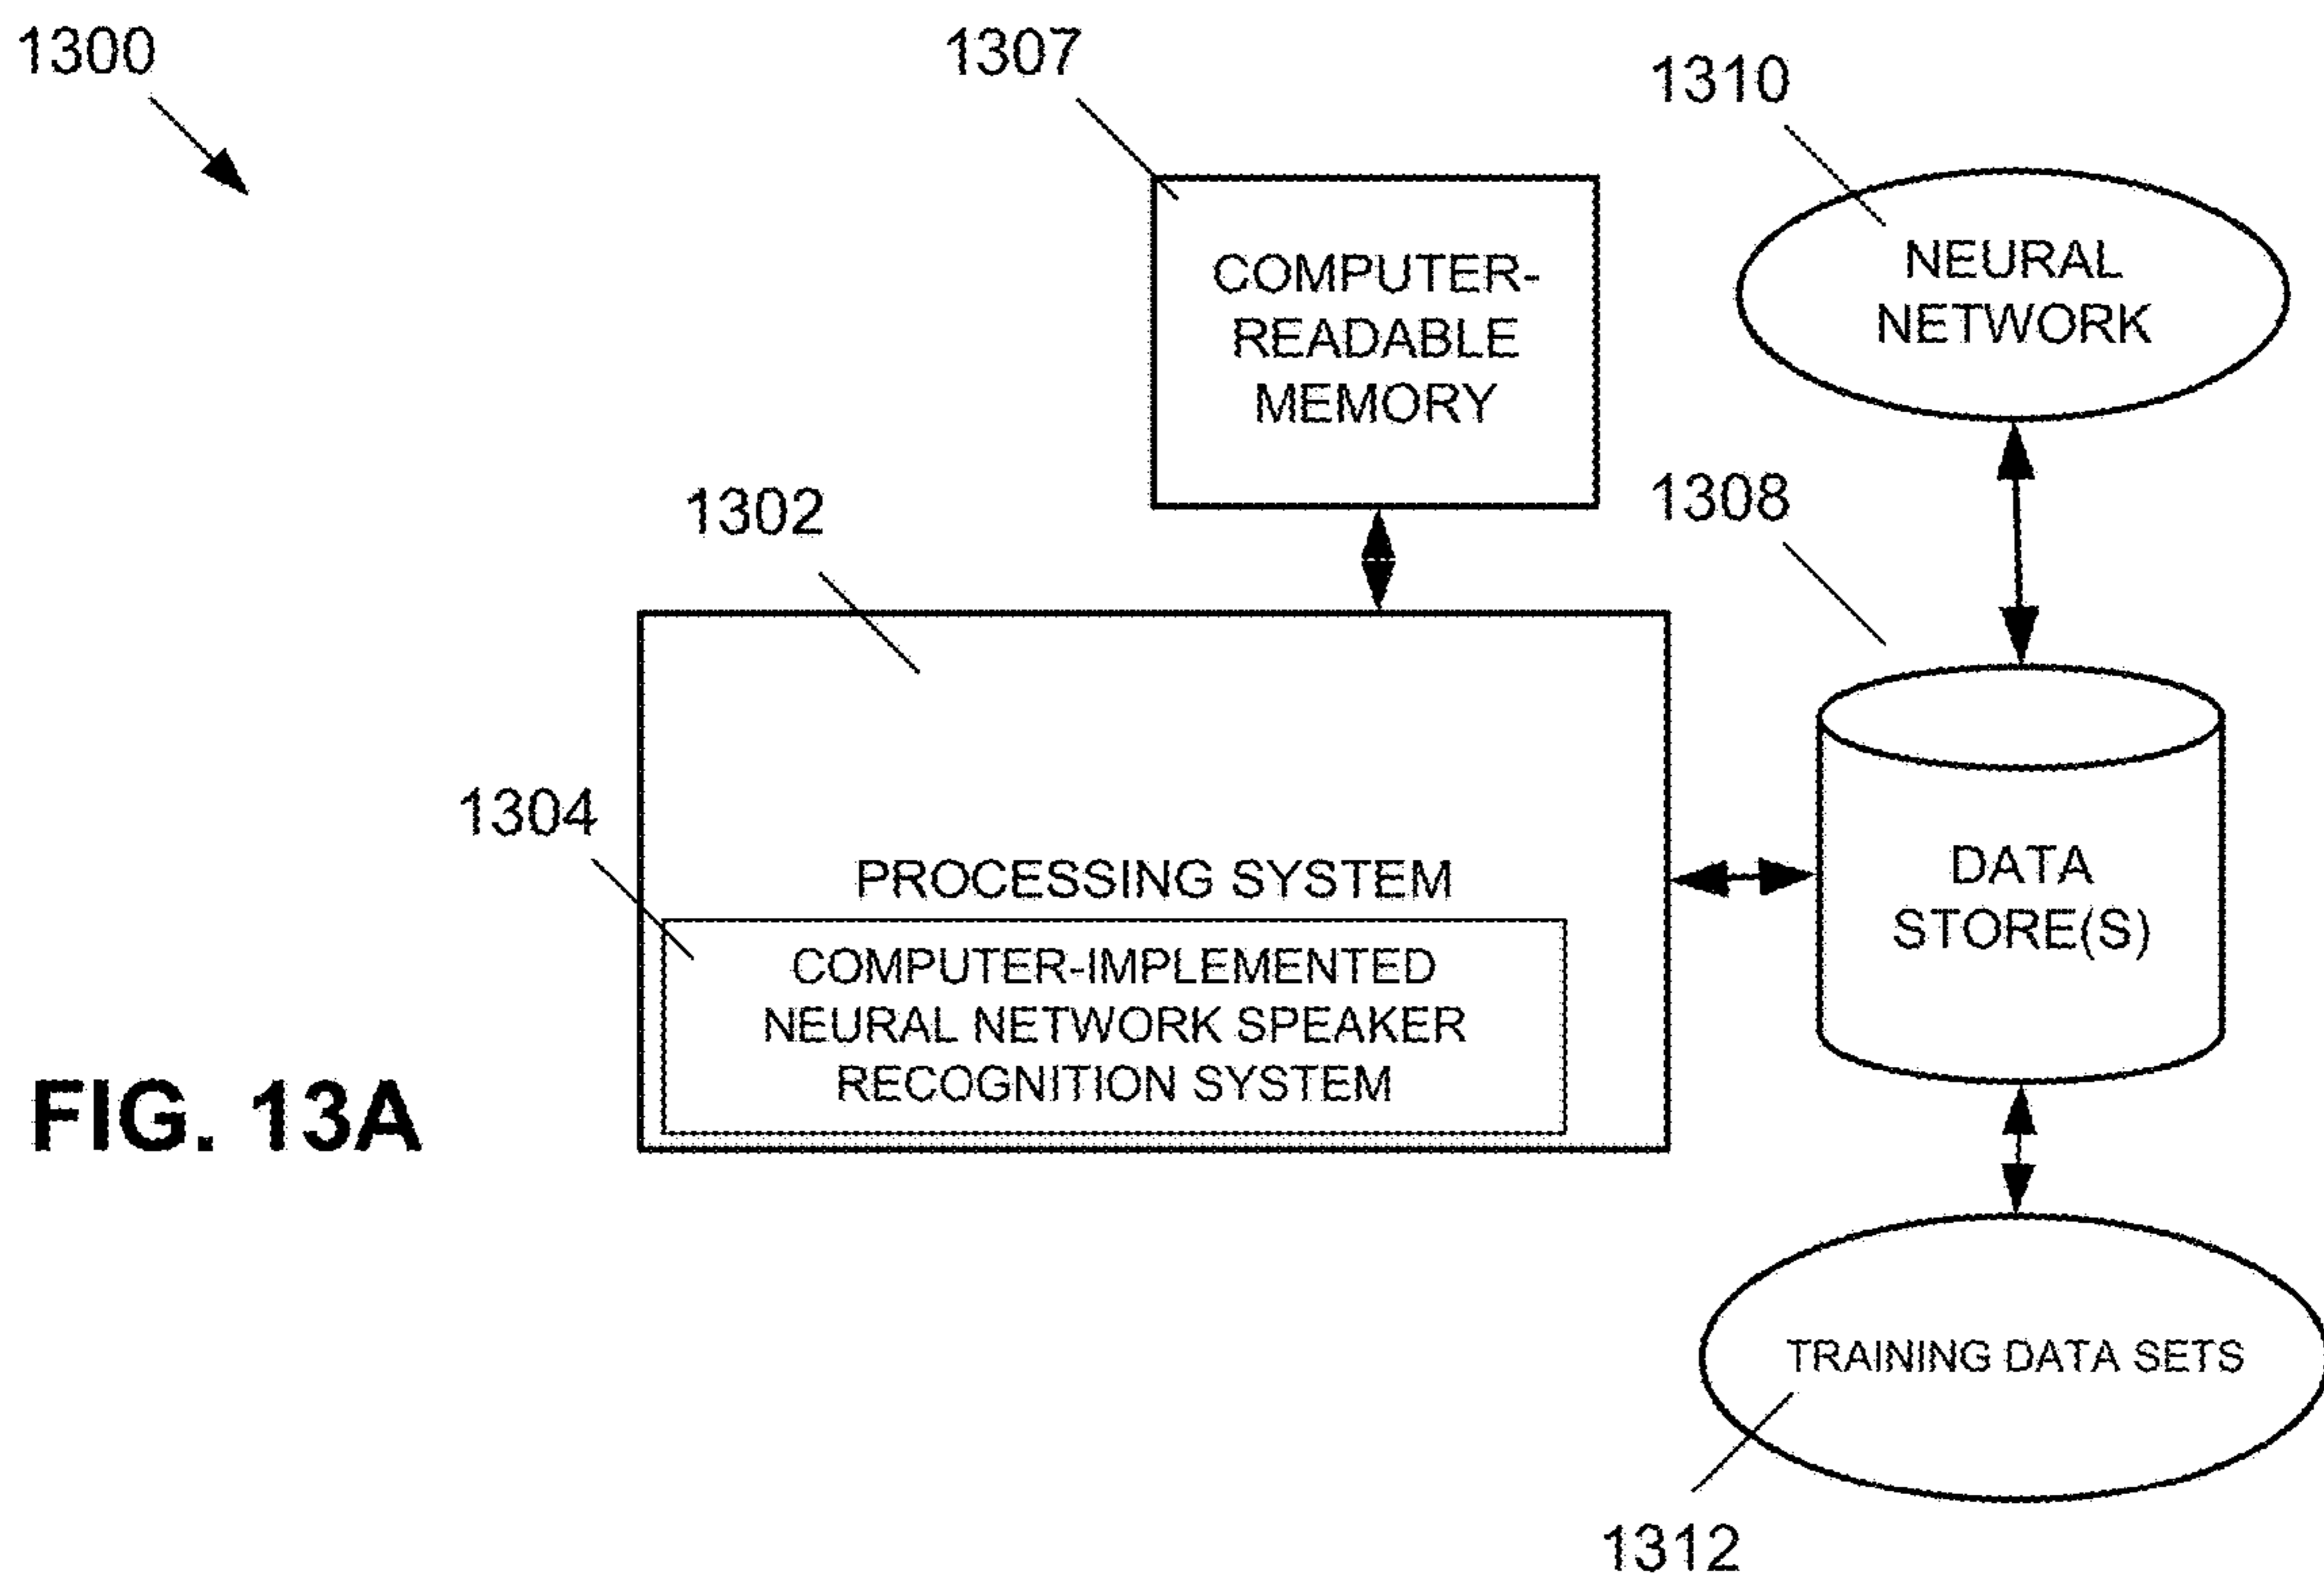 1300
1307
1310
COMPUTER-
READABLE
MEMORY
NEURAL
NETWORK
1302
1308
1304
PROCESSING SYSTEM
COMPUTER-IMPLEMENTED
NEURAL NETWORK SPEAKER
RECOGNITION SYSTEM
DATA
STORE(S)
FIG. 13A
TRAINING DATA SETS
1312